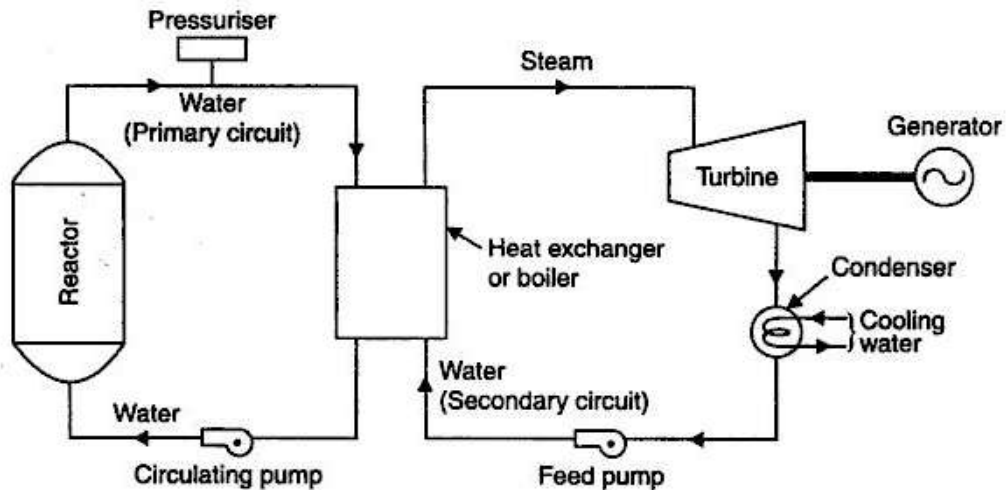 Pressuriser
Water
(Primary circuit)
Steam
Generator
Turbine
Reactor
Heat exchanger
or boiler
Condenser
Cooling
water
Water
(Secondary circuit)
Water
Circulating pump
Feed pump